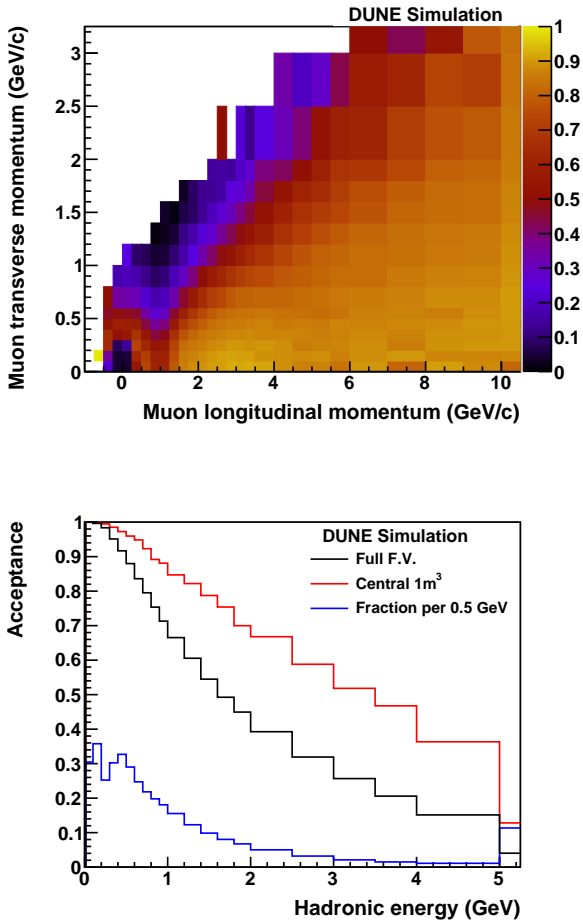 DUNE Simulation
Muon transverse momentum (GeV/c)
3
2.5
2
1.5
1
0.5
0
0 2 4 6 8 10
Muon longitudinal momentum (GeV/c)
1
0.9
0.8
0.7
0.6
0.5
0.4
0.3
0.2
0.1
0
Acceptance
1
0.9
0.8
0.7
0.6
0.5
0.4
0.3
0.2
0.1
0
DUNE Simulation
Full F.V.
Central 1m³
Fraction per 0.5 GeV
0 1 2 3 4 5
Hadronic energy (GeV)